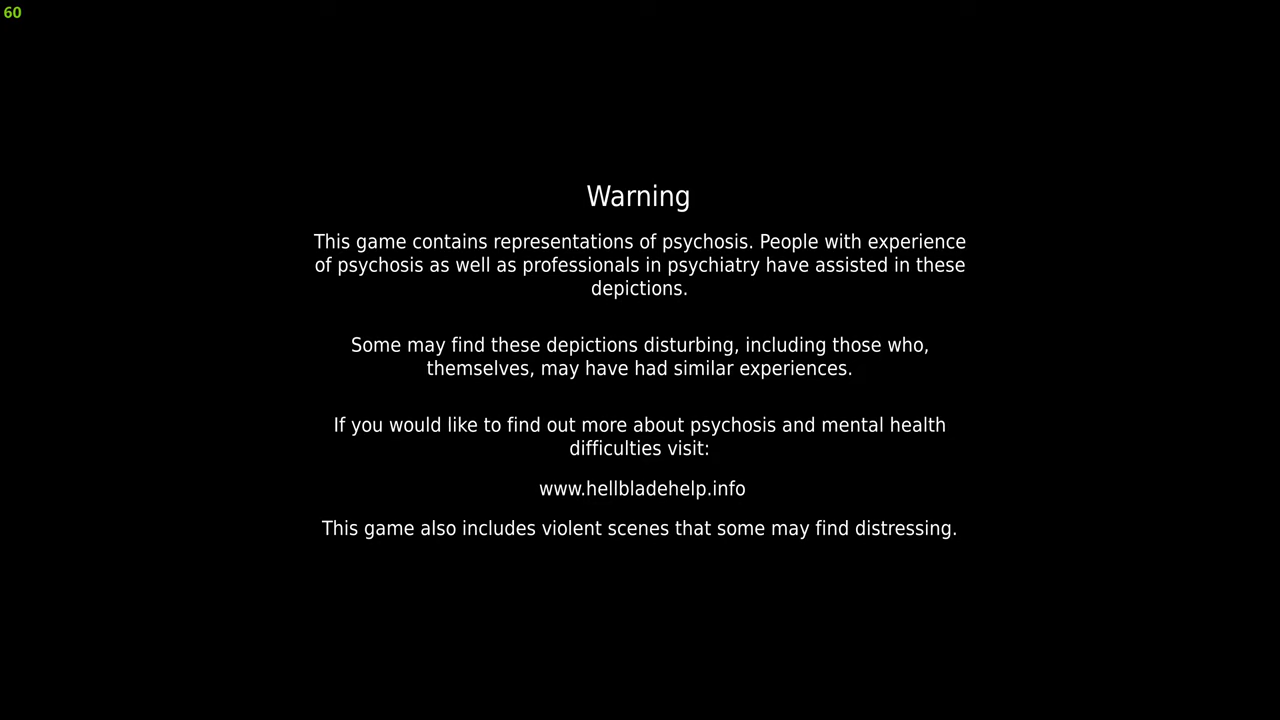 60
Warning
This game contains representations of psychosis. People with experience
of psychosis as well as professionals in psychiatry have assisted in these
depictions.
Some may find these depictions disturbing, including those who,
themselves, may have had similar experiences.
If you would like to find out more about psychosis and mental health
difficulties visit:
www.hellbladehelp.info
This game also includes violent scenes that some may find distressing.